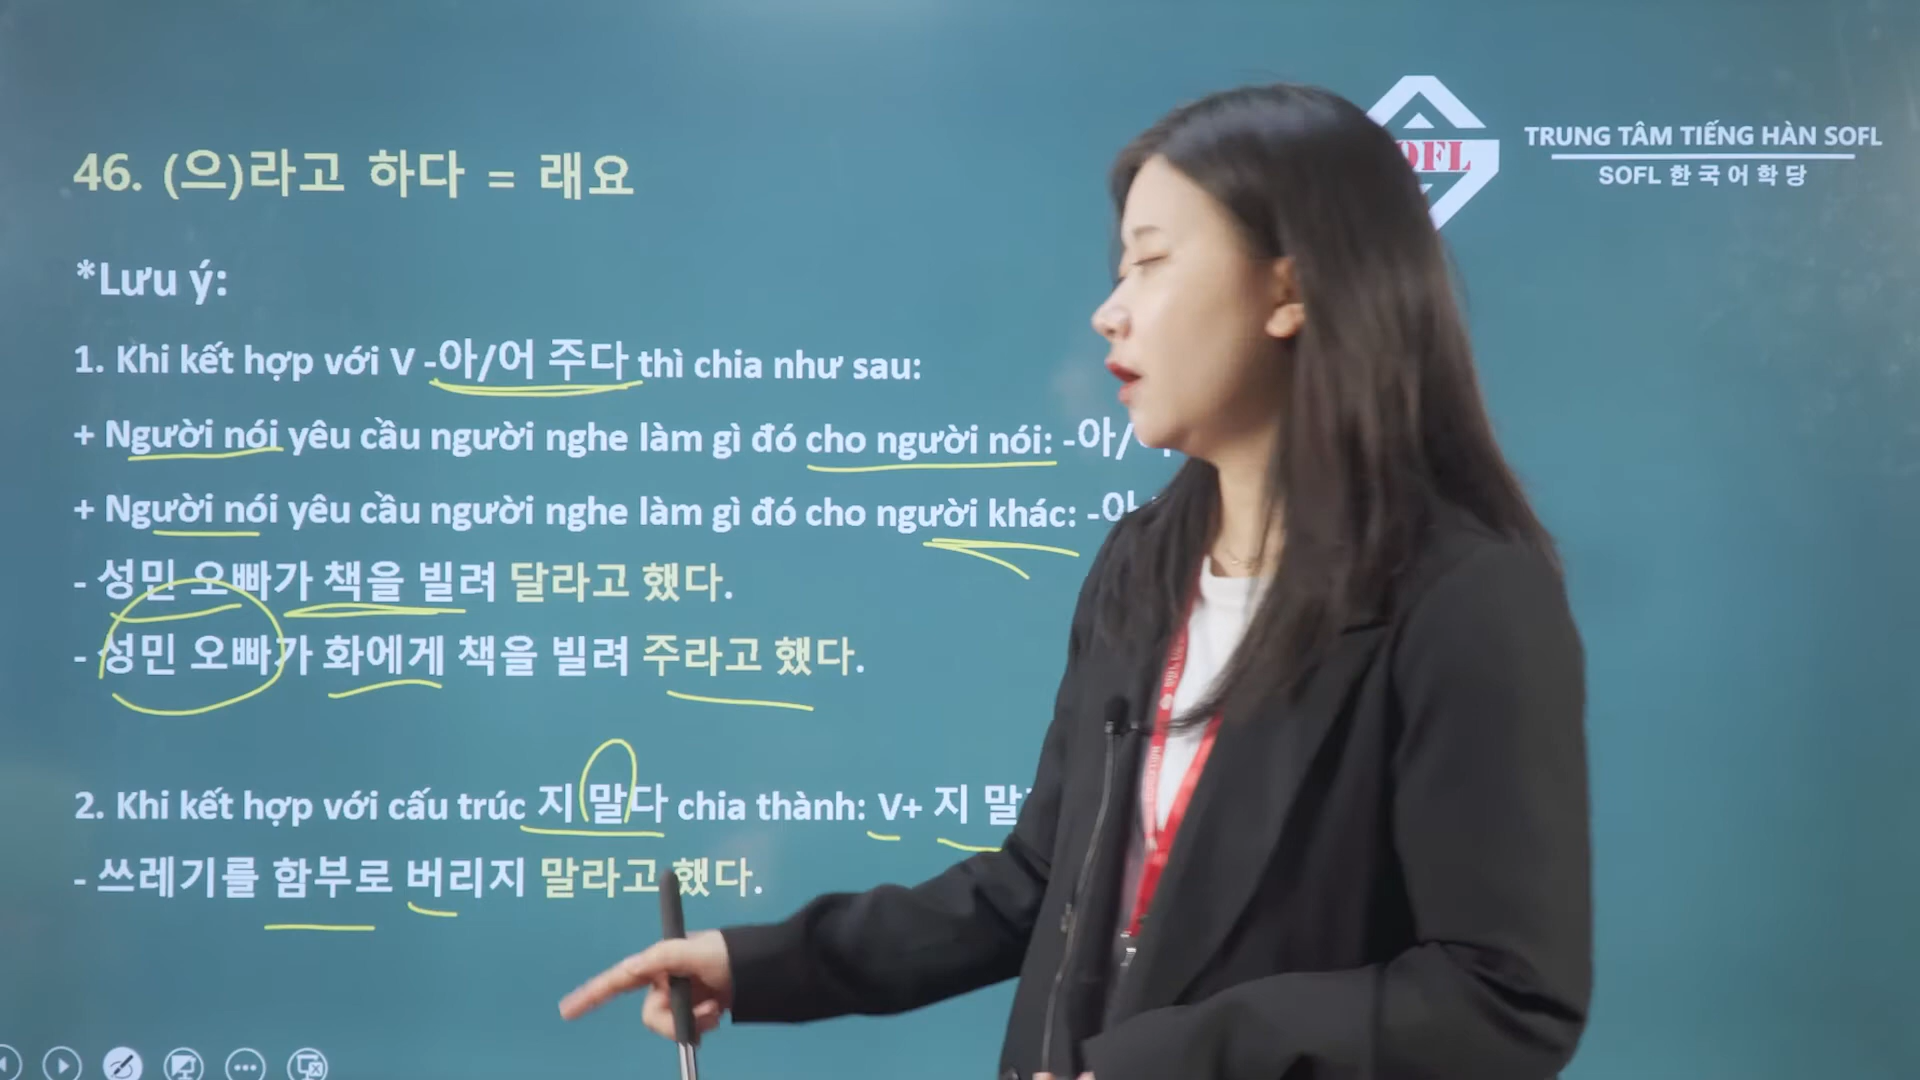 46. (으)라고 하다 = 래요
OFL
TRUNG TÂM TIẾNG HÀN SOFL
SOFL 한국어학당
*Lưu ý:
1. Khi kết hợp với V -아/어 주다 thì chia như sau:
+ Người nói yêu cầu người nghe làm gì đó cho người nói: -아/
+ Người nói yêu cầu người nghe làm gì đó cho người khác: -아
- 성민 오빠가 책을 빌려 달라고 했다.
- 성민 오빠가 화에게 책을 빌려 주라고 했다.
2. Khi kết hợp với cấu trúc 지 말다 chia thành: V+ 지 말
- 쓰레기를 함부로 버리지 말라고 했다.